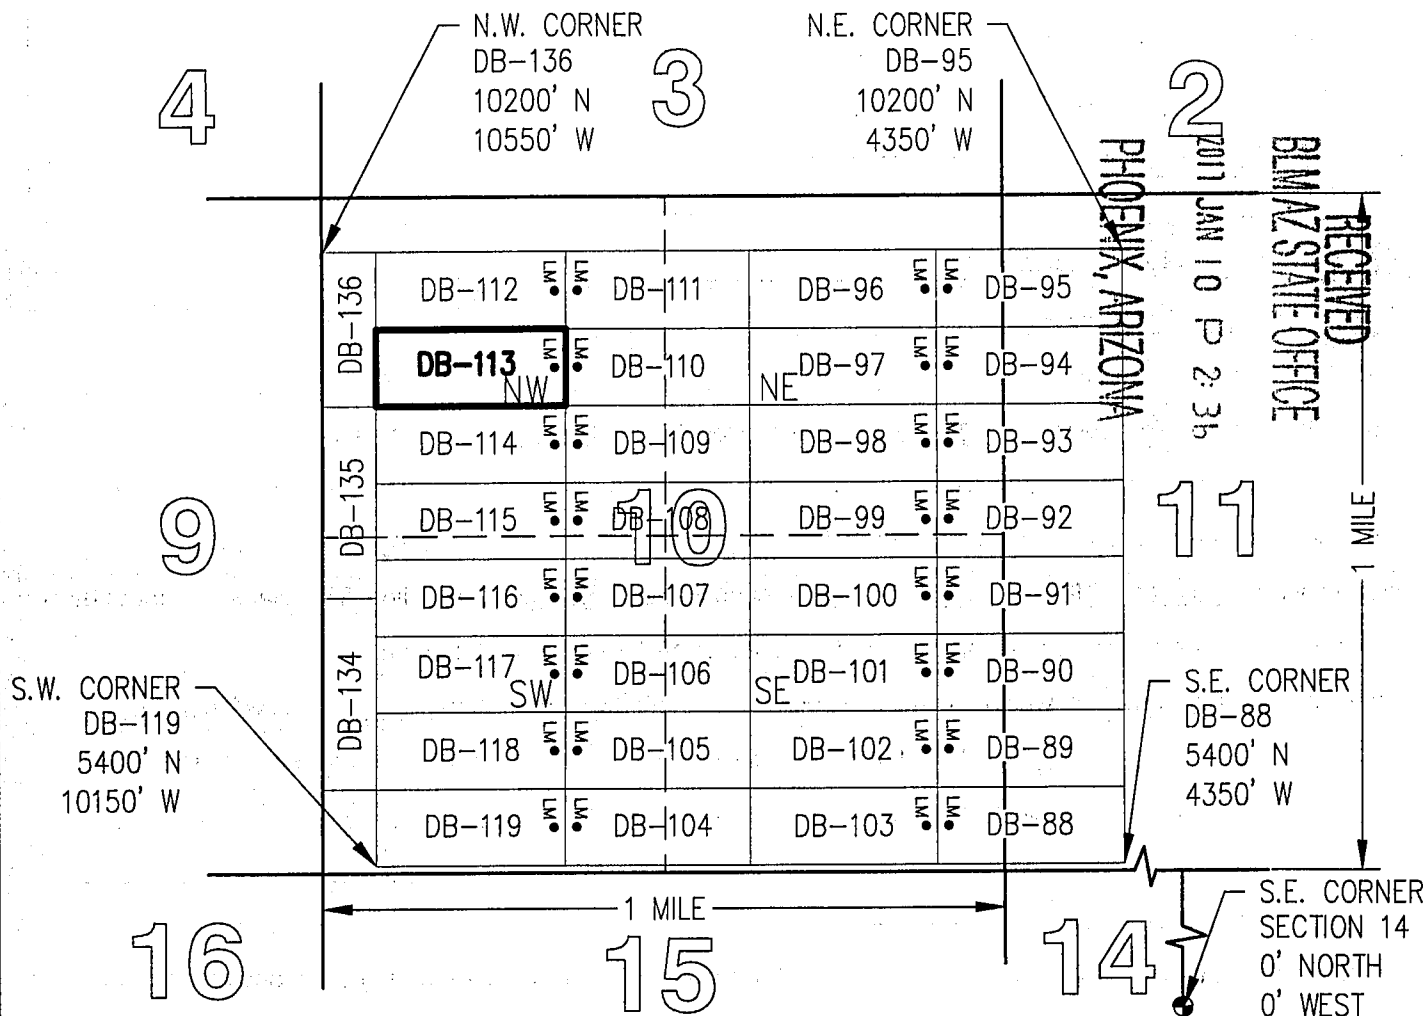 N.W. CORNER
DB-136
10200' N
10550' W
N.E. CORNER
DB-95
10200' N
4350' W
4
3
2
RECEIVED
BLM AZ STATE OFFICE
2017 JAN 10 P 2:36
PHOENIX, ARIZONA
DB-136
DB-112
LM
LM
DB-111
DB-96
LM
LM
DB-95
DB-113
NW
LM
LM
DB-110
NE
DB-97
LM
LM
DB-94
DB-135
DB-114
LM
LM
DB-109
DB-98
LM
LM
DB-93
9
DB-115
LM
LM
DB-108
10
DB-99
LM
LM
DB-92
11
1 MILE
DB-116
LM
LM
DB-107
DB-100
LM
LM
DB-91
DB-134
DB-117
SW
LM
LM
DB-106
SE
DB-101
LM
LM
DB-90
DB-118
LM
LM
DB-105
DB-102
LM
LM
DB-89
DB-119
LM
LM
DB-104
DB-103
LM
LM
DB-88
S.W. CORNER
DB-119
5400' N
10150' W
S.E. CORNER
DB-88
5400' N
4350' W
1 MILE
16
15
14
S.E. CORNER
SECTION 14
0' NORTH
0' WEST